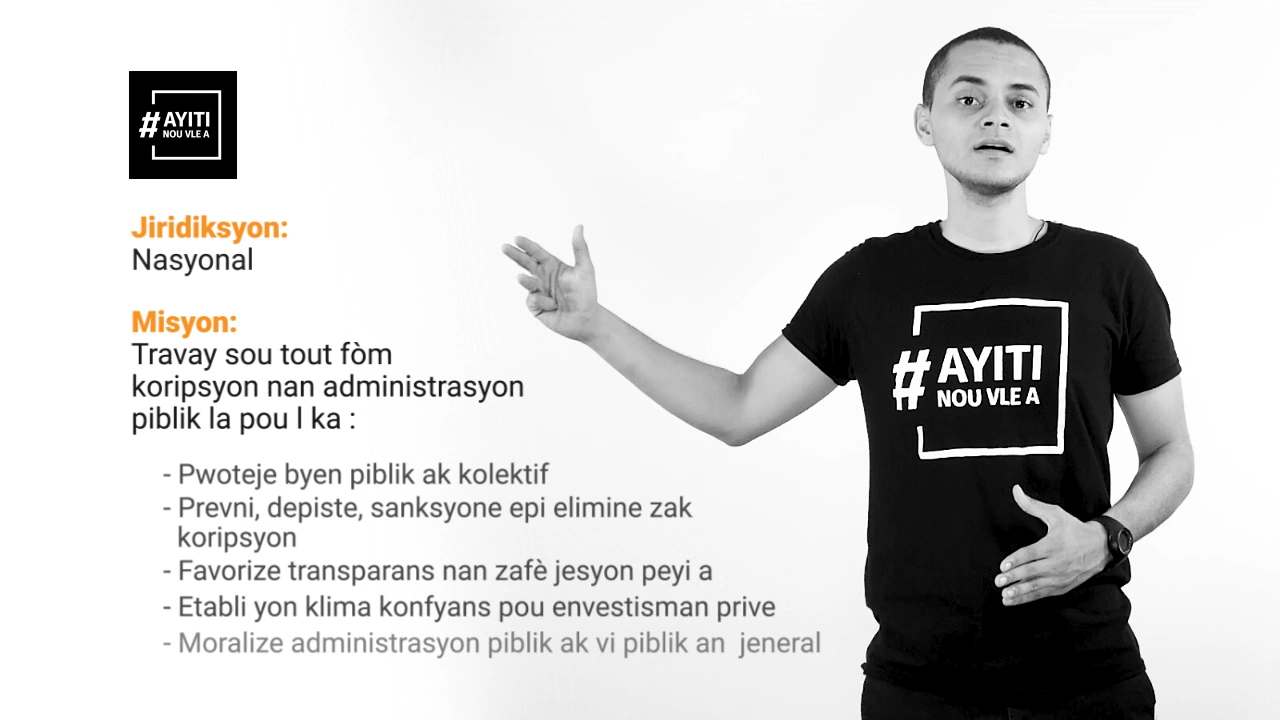 #AYITI
NOU VLE A
Jiridiksyon:
Nasyonal
Misyon:
Travay sou tout fòm
koripsyon nan administrasyon
piblik la pou l ka :
- Pwoteje byen piblik ak kolektif
- Prevni, depiste, sanksyone epi elimine zak
koripsyon
- Favorize transparans nan zafè jesyon peyi a
- Etabli yon klima konfyans pou envestisman prive
- Moralize administrasyon piblik ak vi piblik an  jeneral
#AYITI
NOU VLE A